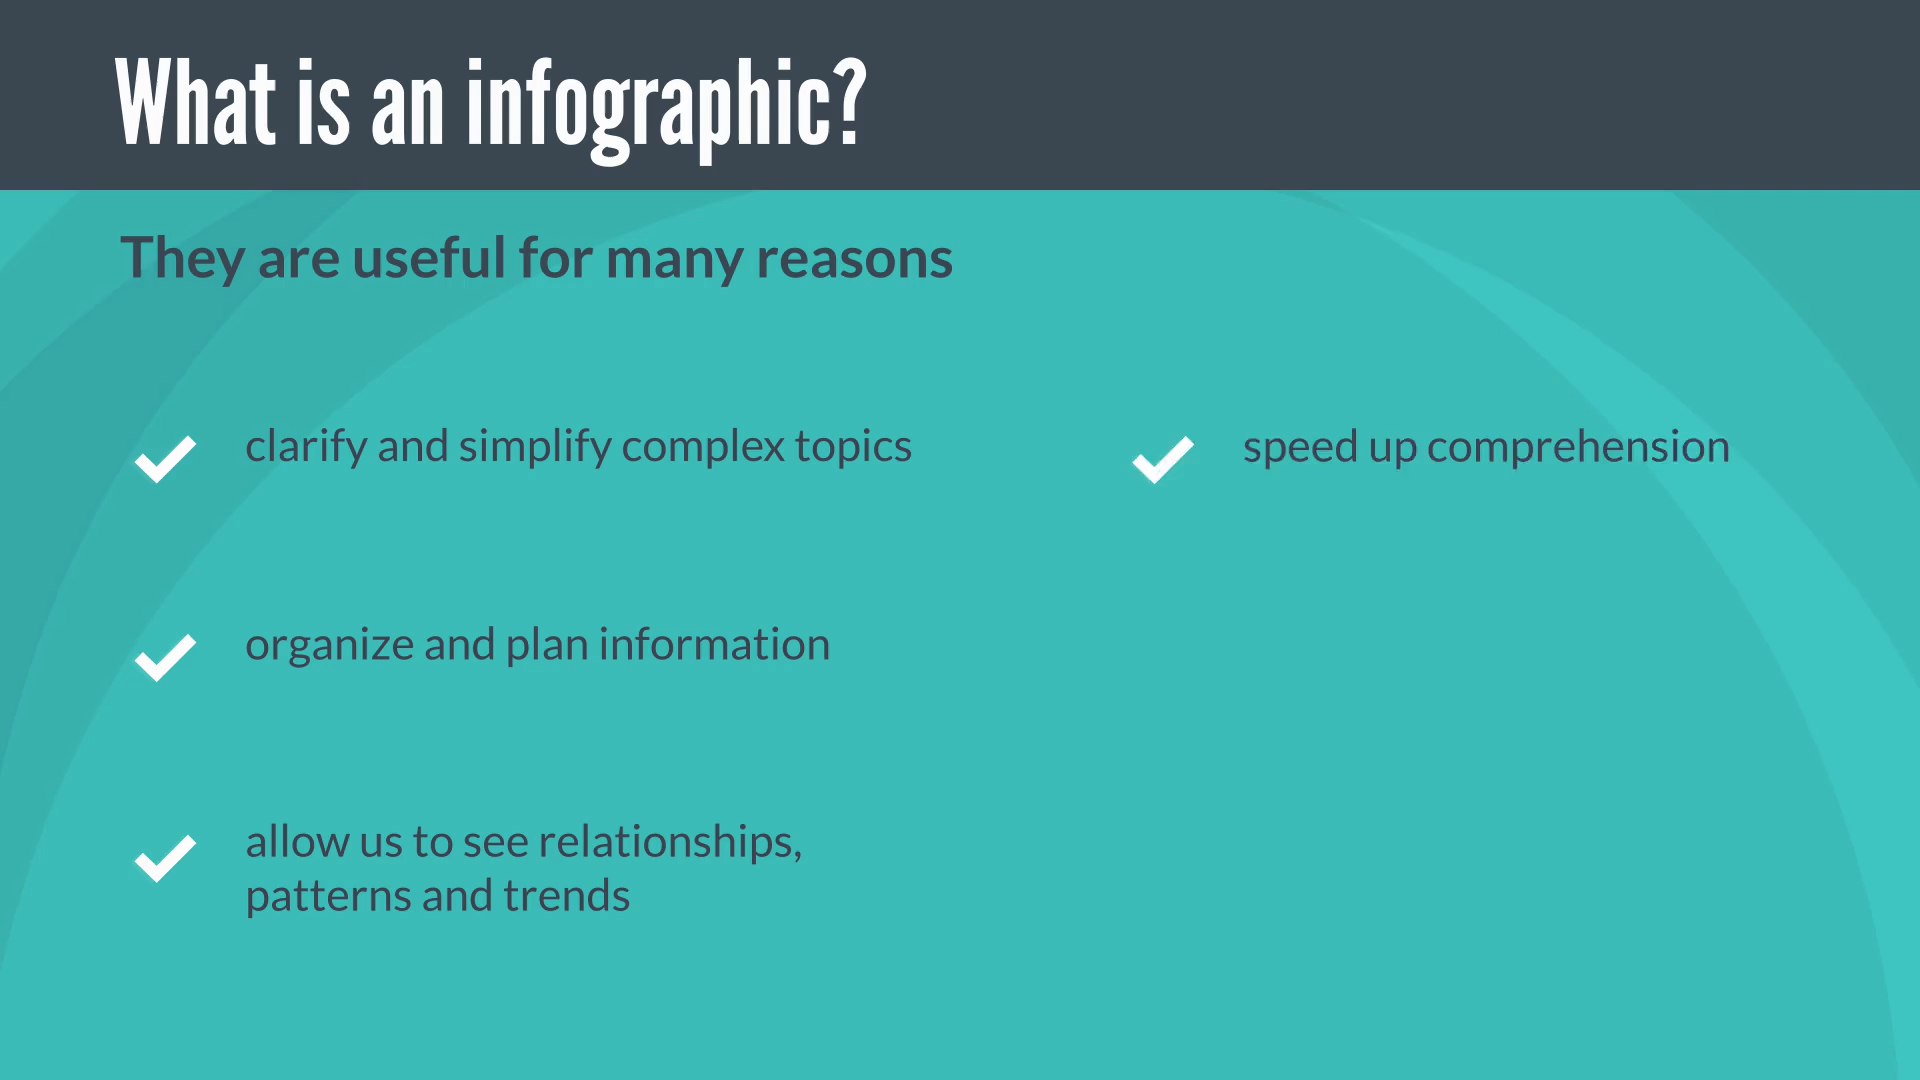 What is an infographic?
They are useful for many reasons
clarify and simplify complex topics
organize and plan information
allow us to see relationships,
patterns and trends
speed up comprehension